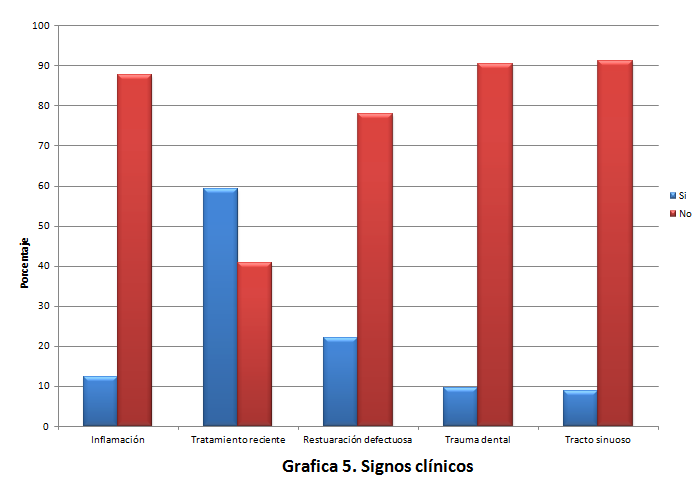 100
90
80
70
60
50
40
30
20
10
0
Porcentaje
Inflamación Tratamiento reciente Restuaración defectuosa Trauma dental Tracto sinuoso
Si
No
Grafica 5. Signos clínicos